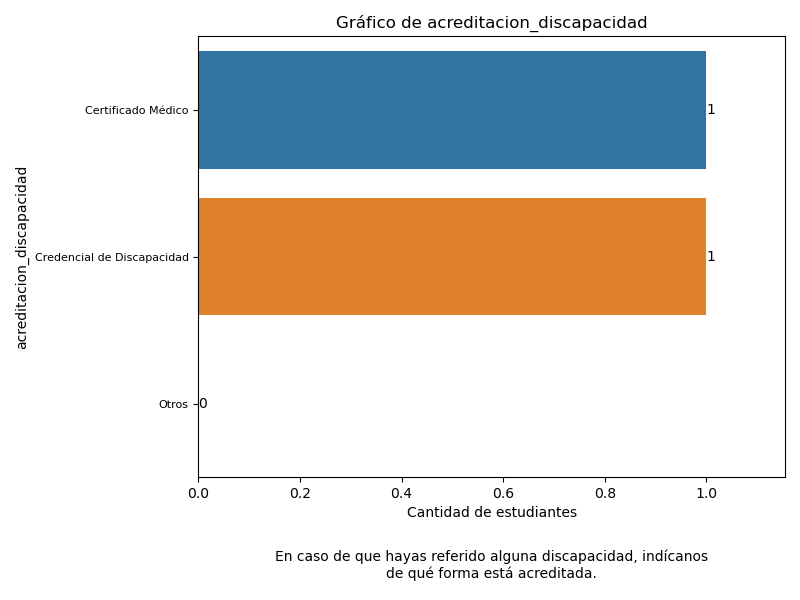 Gráfico de acreditacion_discapacidad
acreditacion_discapacidad
Certificado Médico
1
Credencial de Discapacidad
1
Otros
0
0.0 0.2 0.4 0.6 0.8 1.0
Cantidad de estudiantes
En caso de que hayas referido alguna discapacidad, indícanos
de qué forma está acreditada.